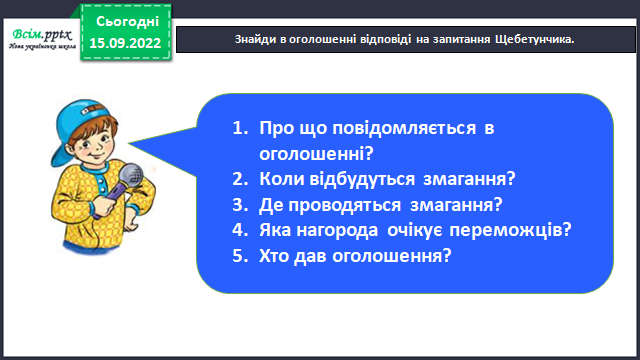 Всім.pptx
Нова українська школа
Сьогодні
15.09.2022
Знайди в оголошенні відповіді на запитання Щебетунчика.
1. Про що повідомляється в
оголошенні?
2. Коли відбудуться змагання?
3. Де проводяться змагання?
4. Яка нагорода очікує переможців?
5. Хто дав оголошення?